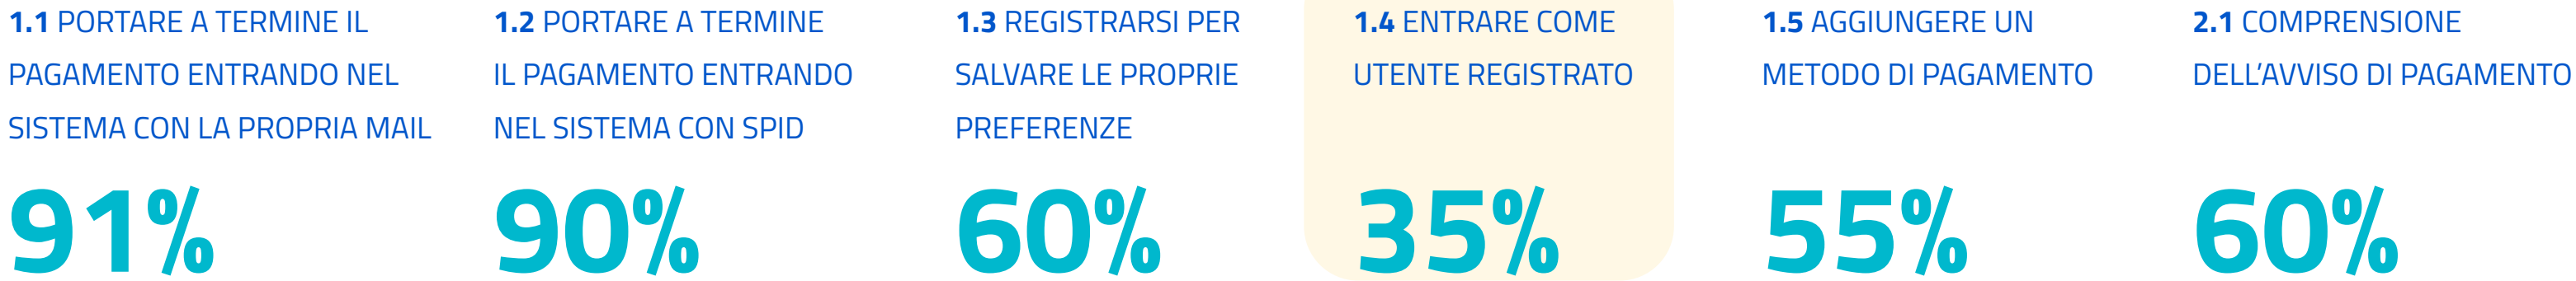 1.1 PORTARE A TERMINE IL
PAGAMENTO ENTRANDO NEL
SISTEMA CON LA PROPRIA MAIL
91%
1.2 PORTARE A TERMINE
IL PAGAMENTO ENTRANDO
NEL SISTEMA CON SPID
90%
1.3 REGISTRARSI PER
SALVARE LE PROPRIE
PREFERENZE
60%
1.4 ENTRARE COME
UTENTE REGISTRATO
35%
1.5 AGGIUNGERE UN
METODO DI PAGAMENTO
55%
2.1 COMPRENSIONE
DELL’AVVISO DI PAGAMENTO
60%